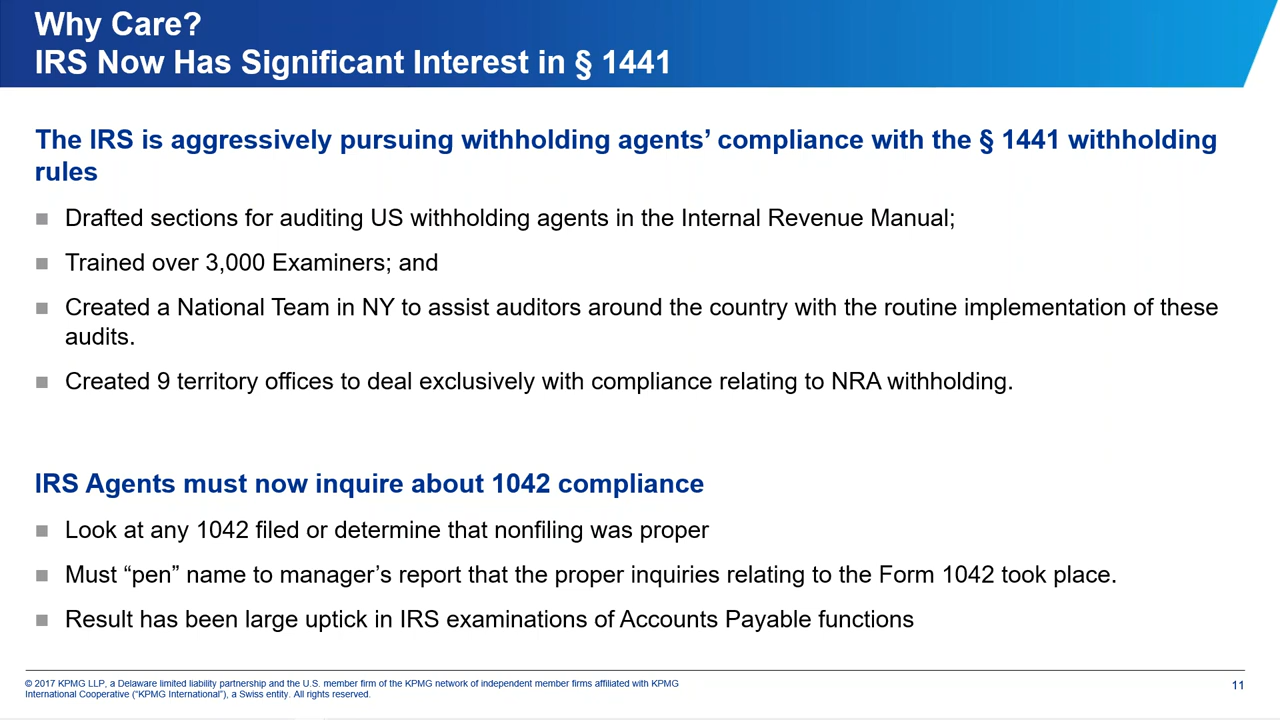 Why Care?
IRS Now Has Significant Interest in § 1441
The IRS is aggressively pursuing withholding agents’ compliance with the § 1441 withholding
rules
■ Drafted sections for auditing US withholding agents in the Internal Revenue Manual;
■ Trained over 3,000 Examiners; and
■ Created a National Team in NY to assist auditors around the country with the routine implementation of these
audits.
■ Created 9 territory offices to deal exclusively with compliance relating to NRA withholding.
IRS Agents must now inquire about 1042 compliance
■ Look at any 1042 filed or determine that nonfiling was proper
■ Must “pen” name to manager’s report that the proper inquiries relating to the Form 1042 took place.
■ Result has been large uptick in IRS examinations of Accounts Payable functions
© 2017 KPMG LLP, a Delaware limited liability partnership and the U.S. member firm of the KPMG network of independent member firms affiliated with KPMG
International Cooperative (“KPMG International”), a Swiss entity. All rights reserved.
11